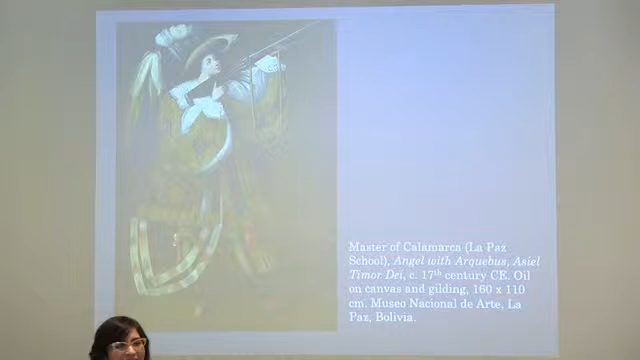 Master of Calamarca (La Paz
School), Angel with Arquebus, Asiel
Timor Dei, c. 17th century CE. Oil
on canvas and gilding, 160 x 110
cm. Museo Nacional de Arte, La
Paz, Bolivia.